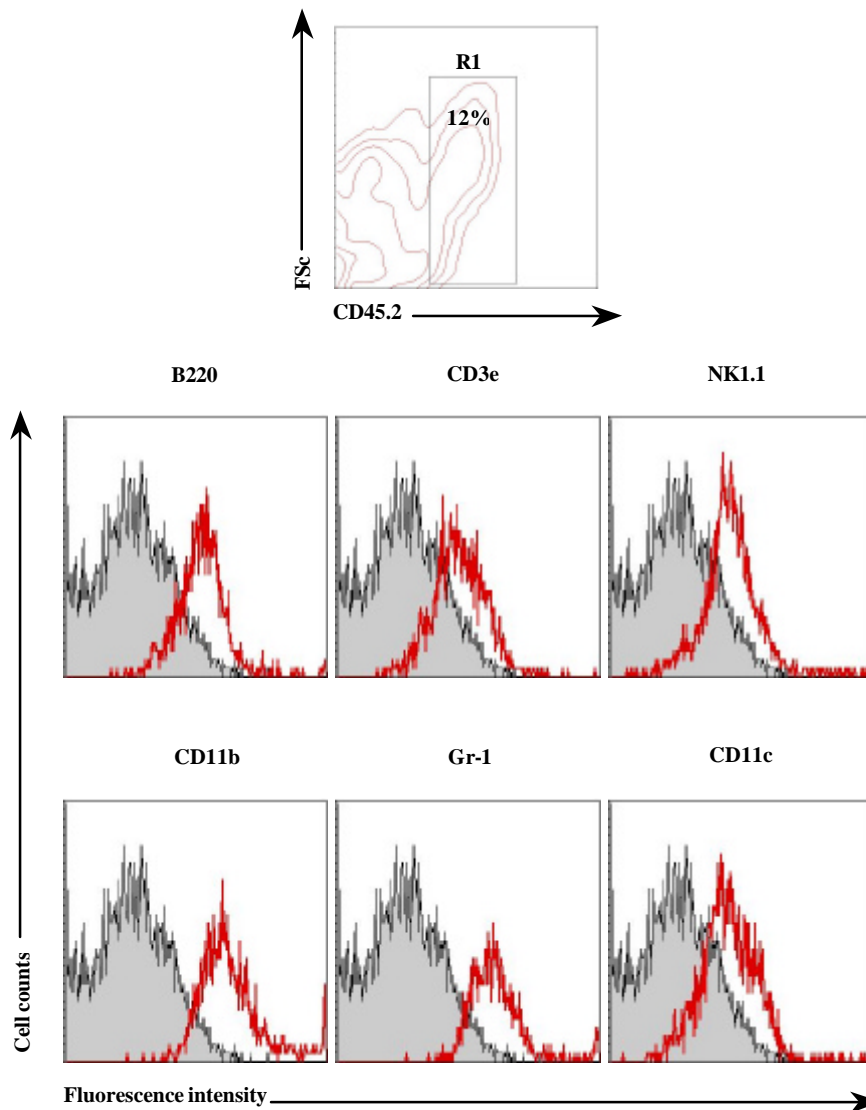 R1
12%
FSc
CD45.2
B220 CD3e NK1.1
CD11b Gr-1 CD11c
Cell counts
Fluorescence intensity